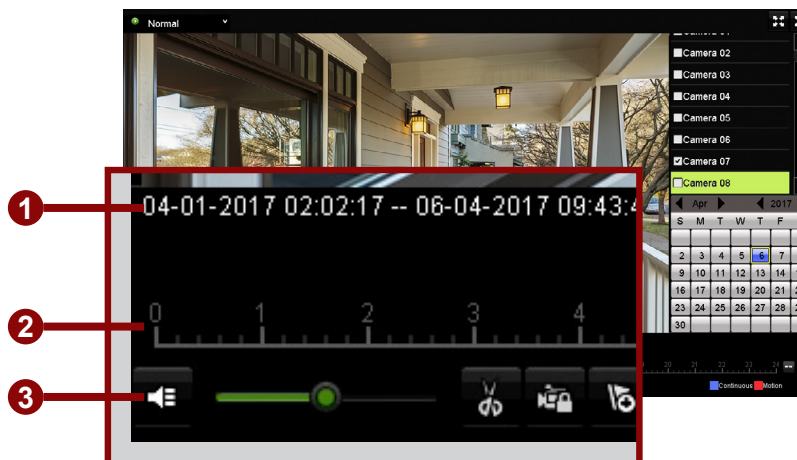 Normal
Camera 02
Camera 03
Camera 04
Camera 05
Camera 06
Camera 07
Camera 08
Apr 2017
S M T W T F
2 3 4 5 6 7
9 10 11 12 13 14
16 17 18 19 20 21
23 24 25 26 27 28
30
1
04-01-2017 02:02:17 -- 06-04-2017 09:43:4
2
0 1 2 3 4
20 21 22 23 24
Continuous Motion
3